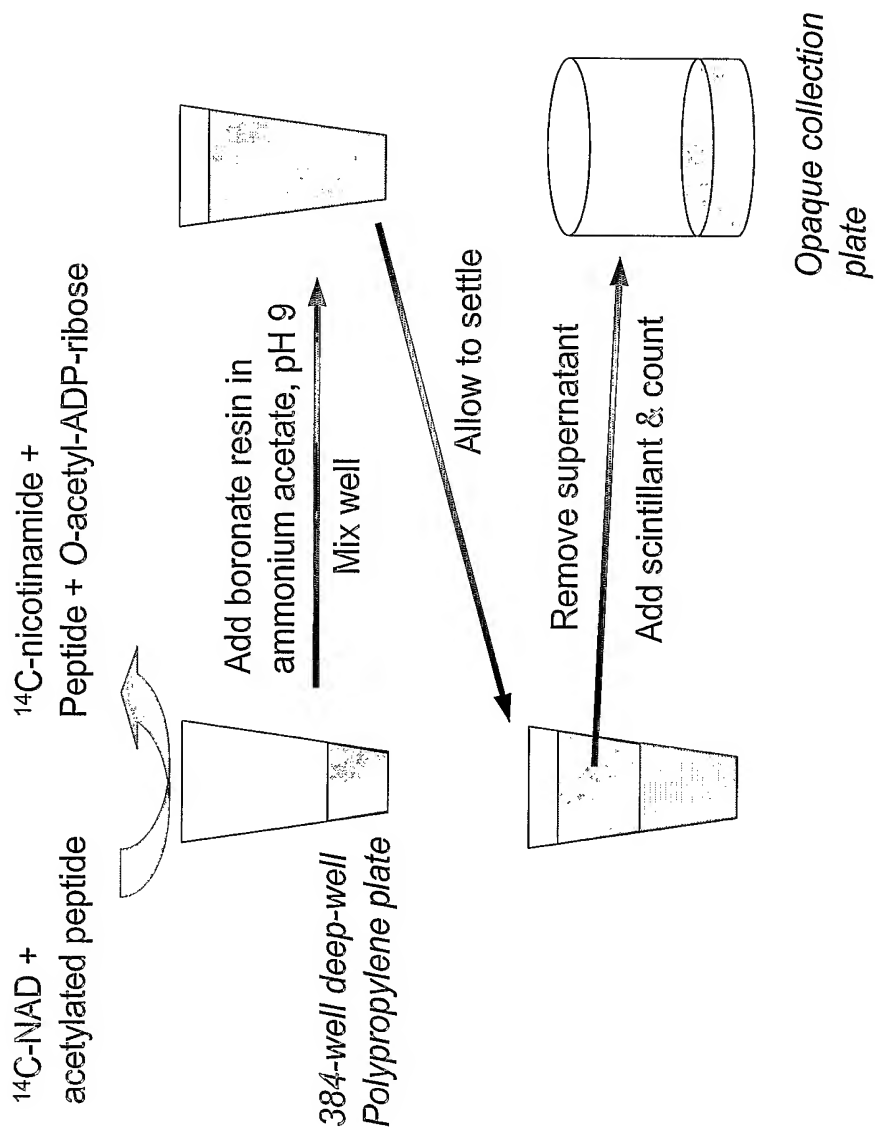 ¹⁴C-NAD +
acetylated peptide
¹⁴C-nicotinamide +
Peptide + O-acetyl-ADP-ribose
384-well deep-well
Polypropylene plate
Add boronate resin in
ammonium acetate, pH 9
Mix well
Allow to settle
Remove supernatant
Add scintillant & count
Opaque collection
plate